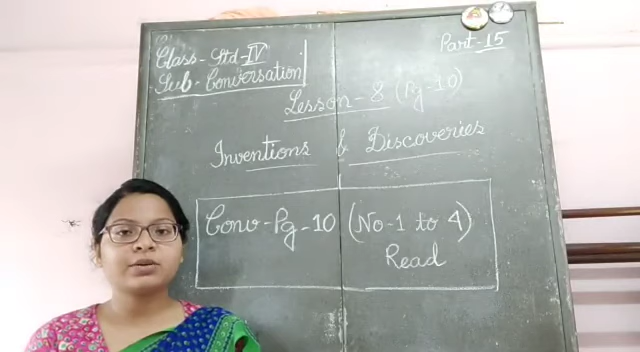 Class - Std - IV
Sub - Conversation
Part - 15
Lesson - 8 (Pg - 10)
Inventions & Discoveries
Conv - Pg - 10 (No - 1 to 4)
Read